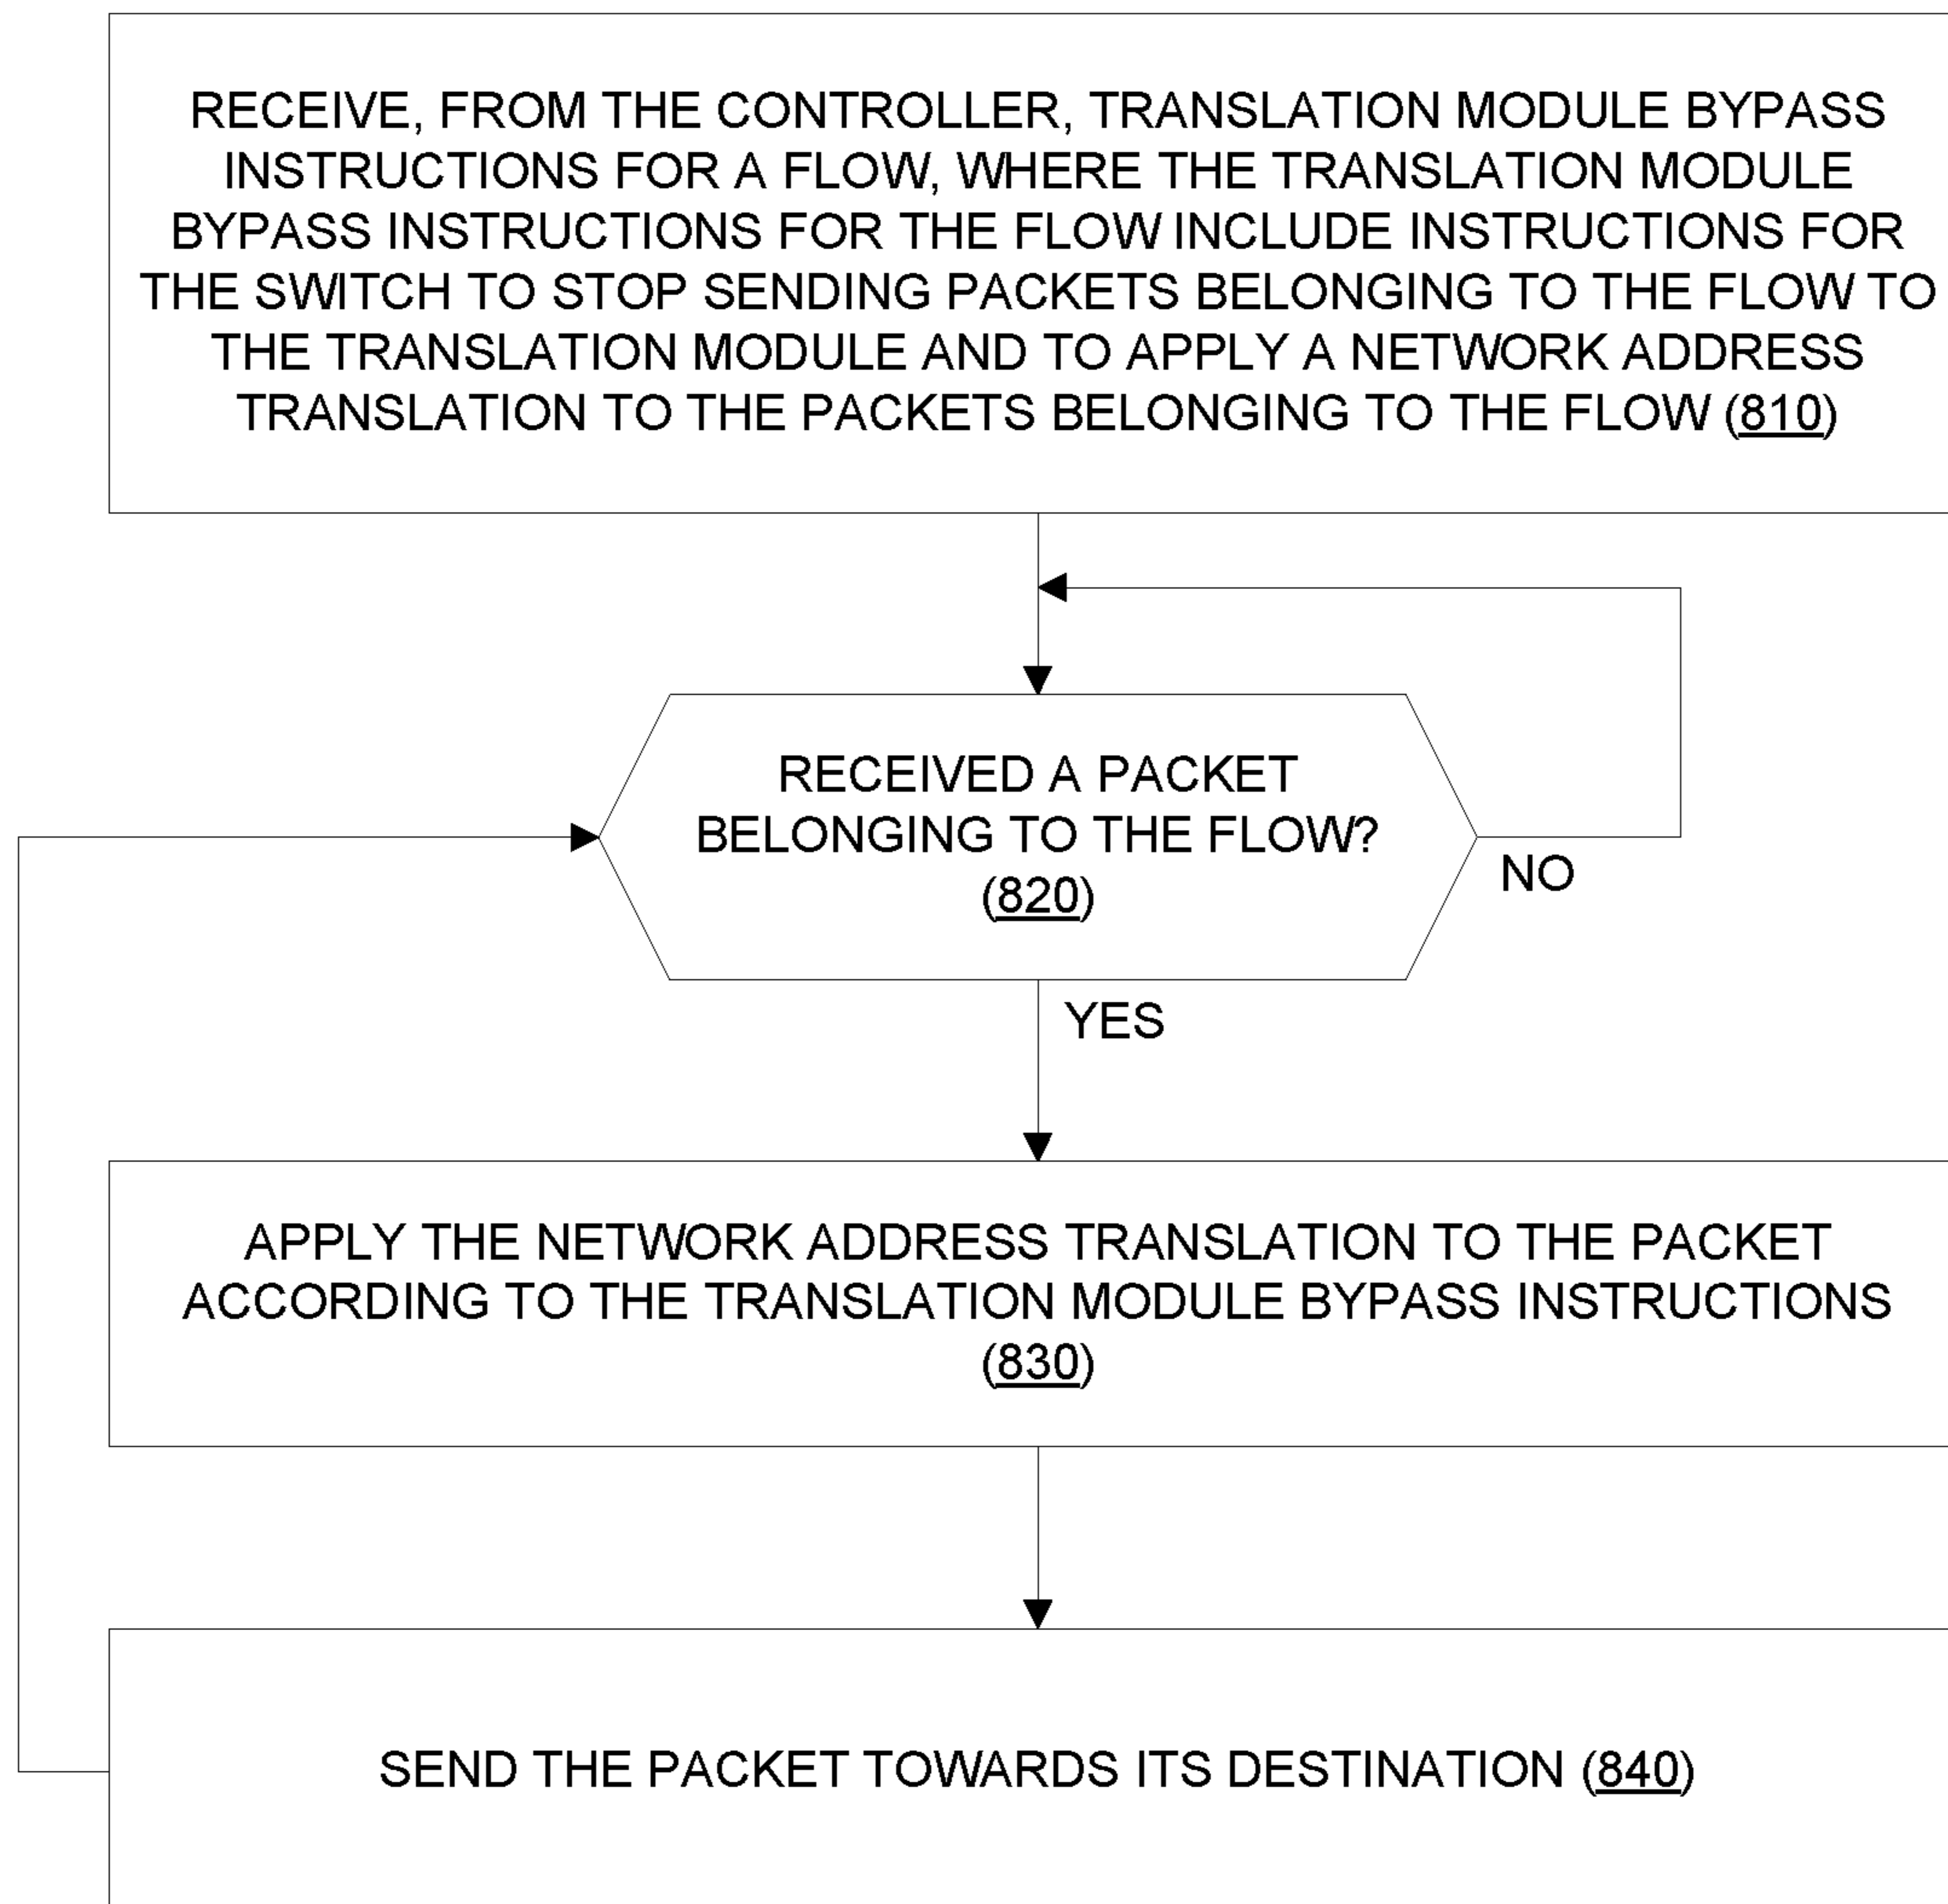 RECEIVE, FROM THE CONTROLLER, TRANSLATION MODULE BYPASS
INSTRUCTIONS FOR A FLOW, WHERE THE TRANSLATION MODULE
BYPASS INSTRUCTIONS FOR THE FLOW INCLUDE INSTRUCTIONS FOR
THE SWITCH TO STOP SENDING PACKETS BELONGING TO THE FLOW TO
THE TRANSLATION MODULE AND TO APPLY A NETWORK ADDRESS
TRANSLATION TO THE PACKETS BELONGING TO THE FLOW (810)
RECEIVED A PACKET
BELONGING TO THE FLOW?
(820)
NO
YES
APPLY THE NETWORK ADDRESS TRANSLATION TO THE PACKET
ACCORDING TO THE TRANSLATION MODULE BYPASS INSTRUCTIONS
(830)
SEND THE PACKET TOWARDS ITS DESTINATION (840)